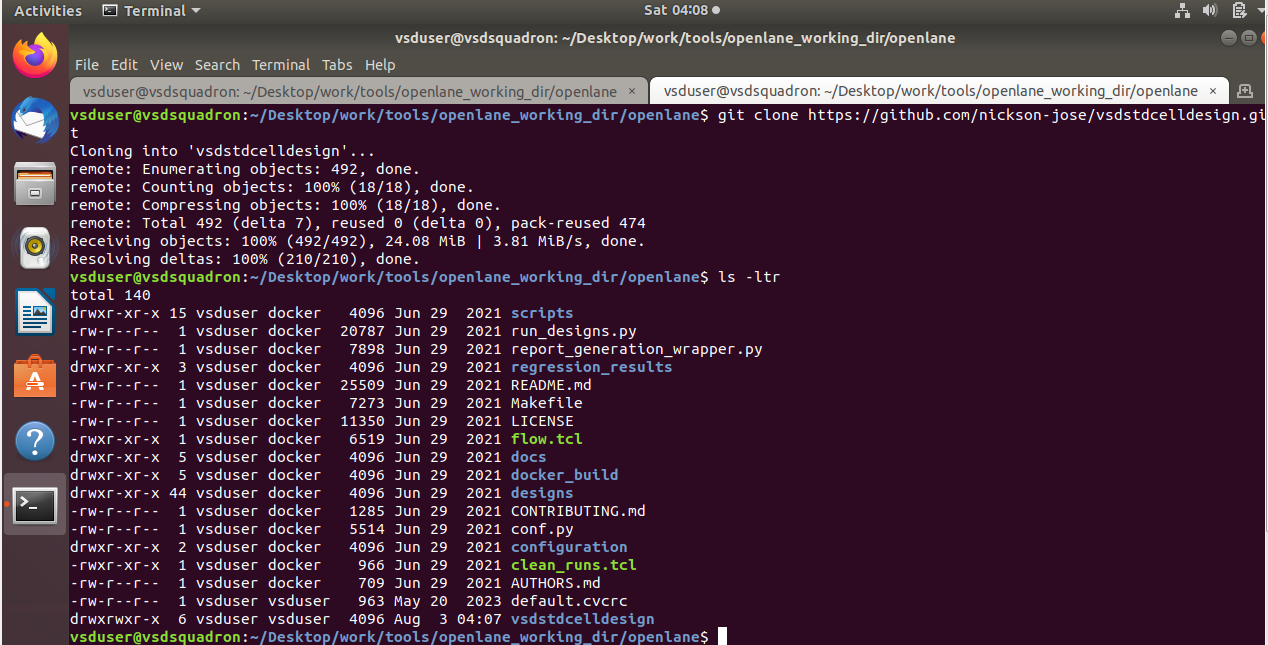 Activities Terminal Sat 04:08
vsduser@vsdsquadron: ~/Desktop/work/tools/openlane_working_dir/openlane
File Edit View Search Terminal Tabs Help
vsduser@vsdsquadron: ~/Desktop/work/tools/openlane_working_dir/openlane × vsduser@vsdsquadron: ~/Desktop/work/tools/openlane_working_dir/openlane ×
vsduser@vsdsquadron:~/Desktop/work/tools/openlane_working_dir/openlane$ git clone https://github.com/nickson-jose/vsdstdcelldesign.gi
t
Cloning into 'vsdstdcelldesign'...
remote: Enumerating objects: 492, done.
remote: Counting objects: 100% (18/18), done.
remote: Compressing objects: 100% (18/18), done.
remote: Total 492 (delta 7), reused 0 (delta 0), pack-reused 474
Receiving objects: 100% (492/492), 24.08 MiB | 3.81 MiB/s, done.
Resolving deltas: 100% (210/210), done.
vsduser@vsdsquadron:~/Desktop/work/tools/openlane_working_dir/openlane$ ls -ltr
total 140
drwxr-xr-x 15 vsduser docker   4096 Jun 29  2021 scripts
-rw-r--r--  1 vsduser docker  20787 Jun 29  2021 run_designs.py
-rw-r--r--  1 vsduser docker   7898 Jun 29  2021 report_generation_wrapper.py
drwxr-xr-x  3 vsduser docker   4096 Jun 29  2021 regression_results
-rw-r--r--  1 vsduser docker  25509 Jun 29  2021 README.md
-rw-r--r--  1 vsduser docker   7273 Jun 29  2021 Makefile
-rw-r--r--  1 vsduser docker  11350 Jun 29  2021 LICENSE
-rwxr-xr-x  1 vsduser docker   6519 Jun 29  2021 flow.tcl
drwxr-xr-x  5 vsduser docker   4096 Jun 29  2021 docs
drwxr-xr-x  5 vsduser docker   4096 Jun 29  2021 docker_build
drwxr-xr-x 44 vsduser docker   4096 Jun 29  2021 designs
-rw-r--r--  1 vsduser docker   1285 Jun 29  2021 CONTRIBUTING.md
-rw-r--r--  1 vsduser docker   5514 Jun 29  2021 conf.py
drwxr-xr-x  2 vsduser docker   4096 Jun 29  2021 configuration
-rwxr-xr-x  1 vsduser docker    966 Jun 29  2021 clean_runs.tcl
-rw-r--r--  1 vsduser docker    709 Jun 29  2021 AUTHORS.md
-rw-r--r--  1 vsduser vsduser   963 May 20  2023 default.cvcrc
drwxrwxr-x  6 vsduser vsduser  4096 Aug  3 04:07 vsdstdcelldesign
vsduser@vsdsquadron:~/Desktop/work/tools/openlane_working_dir/openlane$